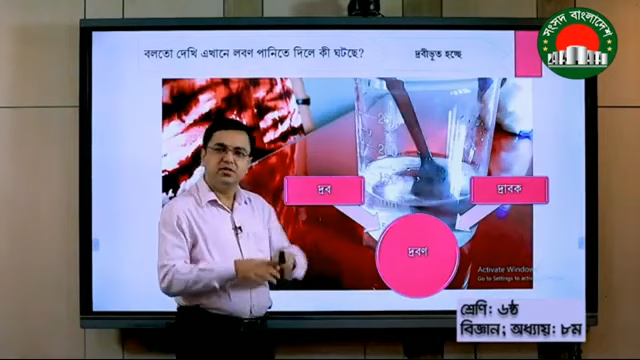 সংসদ বাংলাদেশ
বলতো দেখি এখানে লবণ পানিতে দিলে কী ঘটছে?
দ্রবীভূত হচ্ছে
দ্রব
দ্রাবক
দ্রবণ
Activate Windows
Go to Settings to activ
শ্রেণি: ৬ষ্ঠ
বিজ্ঞান; অধ্যায়: ৮ম